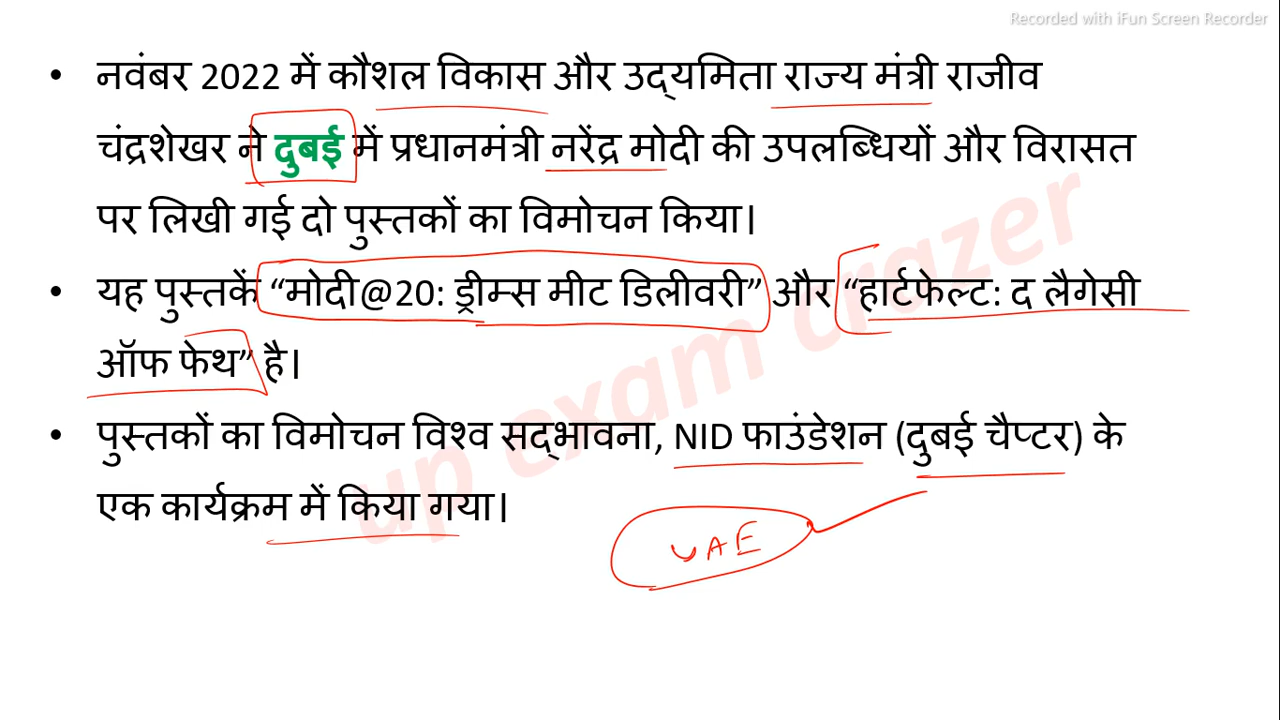 Recorded with iFun Screen Recorder
• नवंबर 2022 में कौशल विकास और उद्यमिता राज्य मंत्री राजीव
चंद्रशेखर ने दुबई में प्रधानमंत्री नरेंद्र मोदी की उपलब्धियों और विरासत
पर लिखी गई दो पुस्तकों का विमोचन किया।
• यह पुस्तकें “मोदी@20: ड्रीम्स मीट डिलीवरी” और “हार्टफेल्ट: द लैगेसी
ऑफ फेथ” है।
• पुस्तकों का विमोचन विश्व सद्भावना, NID फाउंडेशन (दुबई चैप्टर) के
एक कार्यक्रम में किया गया।
UAE
up exam crazer